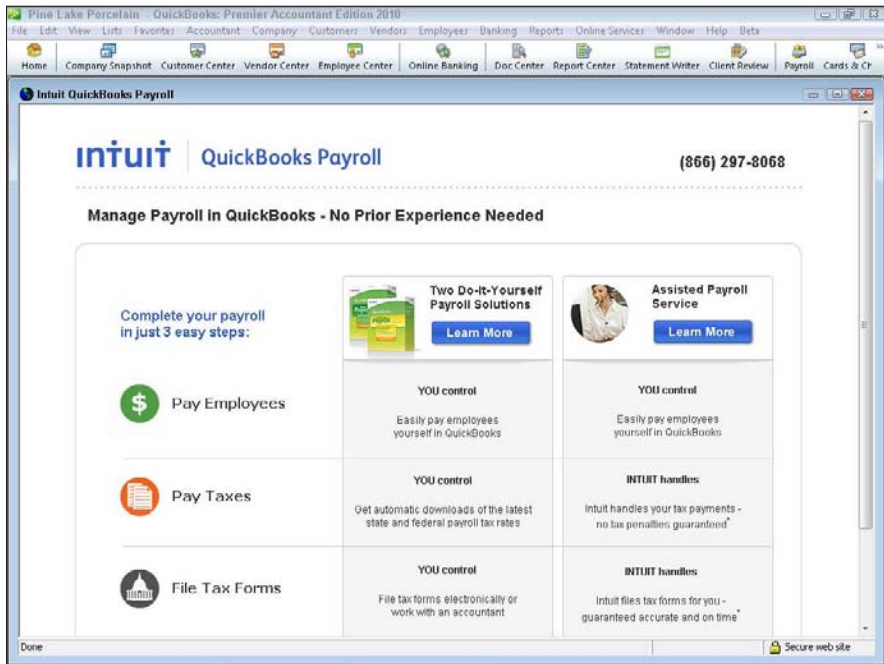 Pine Lake Porcelain - QuickBooks: Premier Accountant Edition 2010
File Edit View Lists Favorites Accountant Company Customers Vendors Employees Banking Reports Online Services Window Help Beta
Home Company Snapshot Customer Center Vendor Center Employee Center Online Banking Doc Center Report Center Statement Writer Client Review Payroll Cards & Cr
Intuit QuickBooks Payroll
INTUIT QuickBooks Payroll
(866) 297-8068
Manage Payroll in QuickBooks - No Prior Experience Needed
Complete your payroll
in just 3 easy steps:
Two Do-It-Yourself
Payroll Solutions
Learn More
Assisted Payroll
Service
Learn More
Pay Employees
YOU control
Easily pay employees
yourself in QuickBooks
YOU control
Easily pay employees
yourself in QuickBooks
Pay Taxes
YOU control
Get automatic downloads of the latest
state and federal payroll tax rates
INTUIT handles
Intuit handles your tax payments -
no tax penalties guaranteed*
File Tax Forms
YOU control
File tax forms electronically or
work with an accountant
INTUIT handles
Intuit files tax forms for you -
guaranteed accurate and on time*
Done
Secure web site